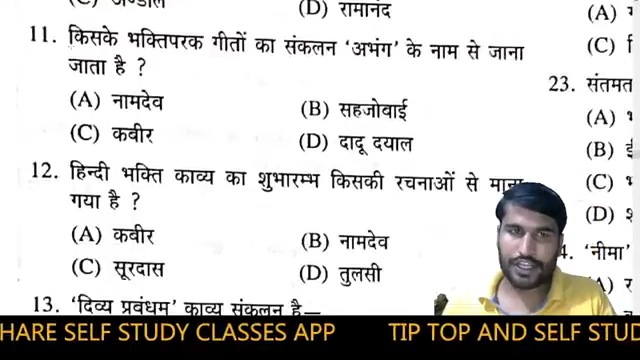 (D) रामानंद
11. किसके भक्तिपरक गीतों का संकलन 'अभंग' के नाम से जाना
जाता है ?
(A) नामदेव
(B) सहजोवाई
(C) कबीर
(D) दादू दयाल
12. हिन्दी भक्ति काव्य का शुभारम्भ किसकी रचनाओं से माना
गया है ?
(A) कबीर
(B) नामदेव
(C) सूरदास
(D) तुलसी
13. 'दिव्य प्रबंधम' काव्य संकलन है—
(A)
(C)
23. संतमत
(A)
(B)
(C)
(D)
'नीमा'
HARE SELF STUDY CLASSES APP TIP TOP AND SELF STUD